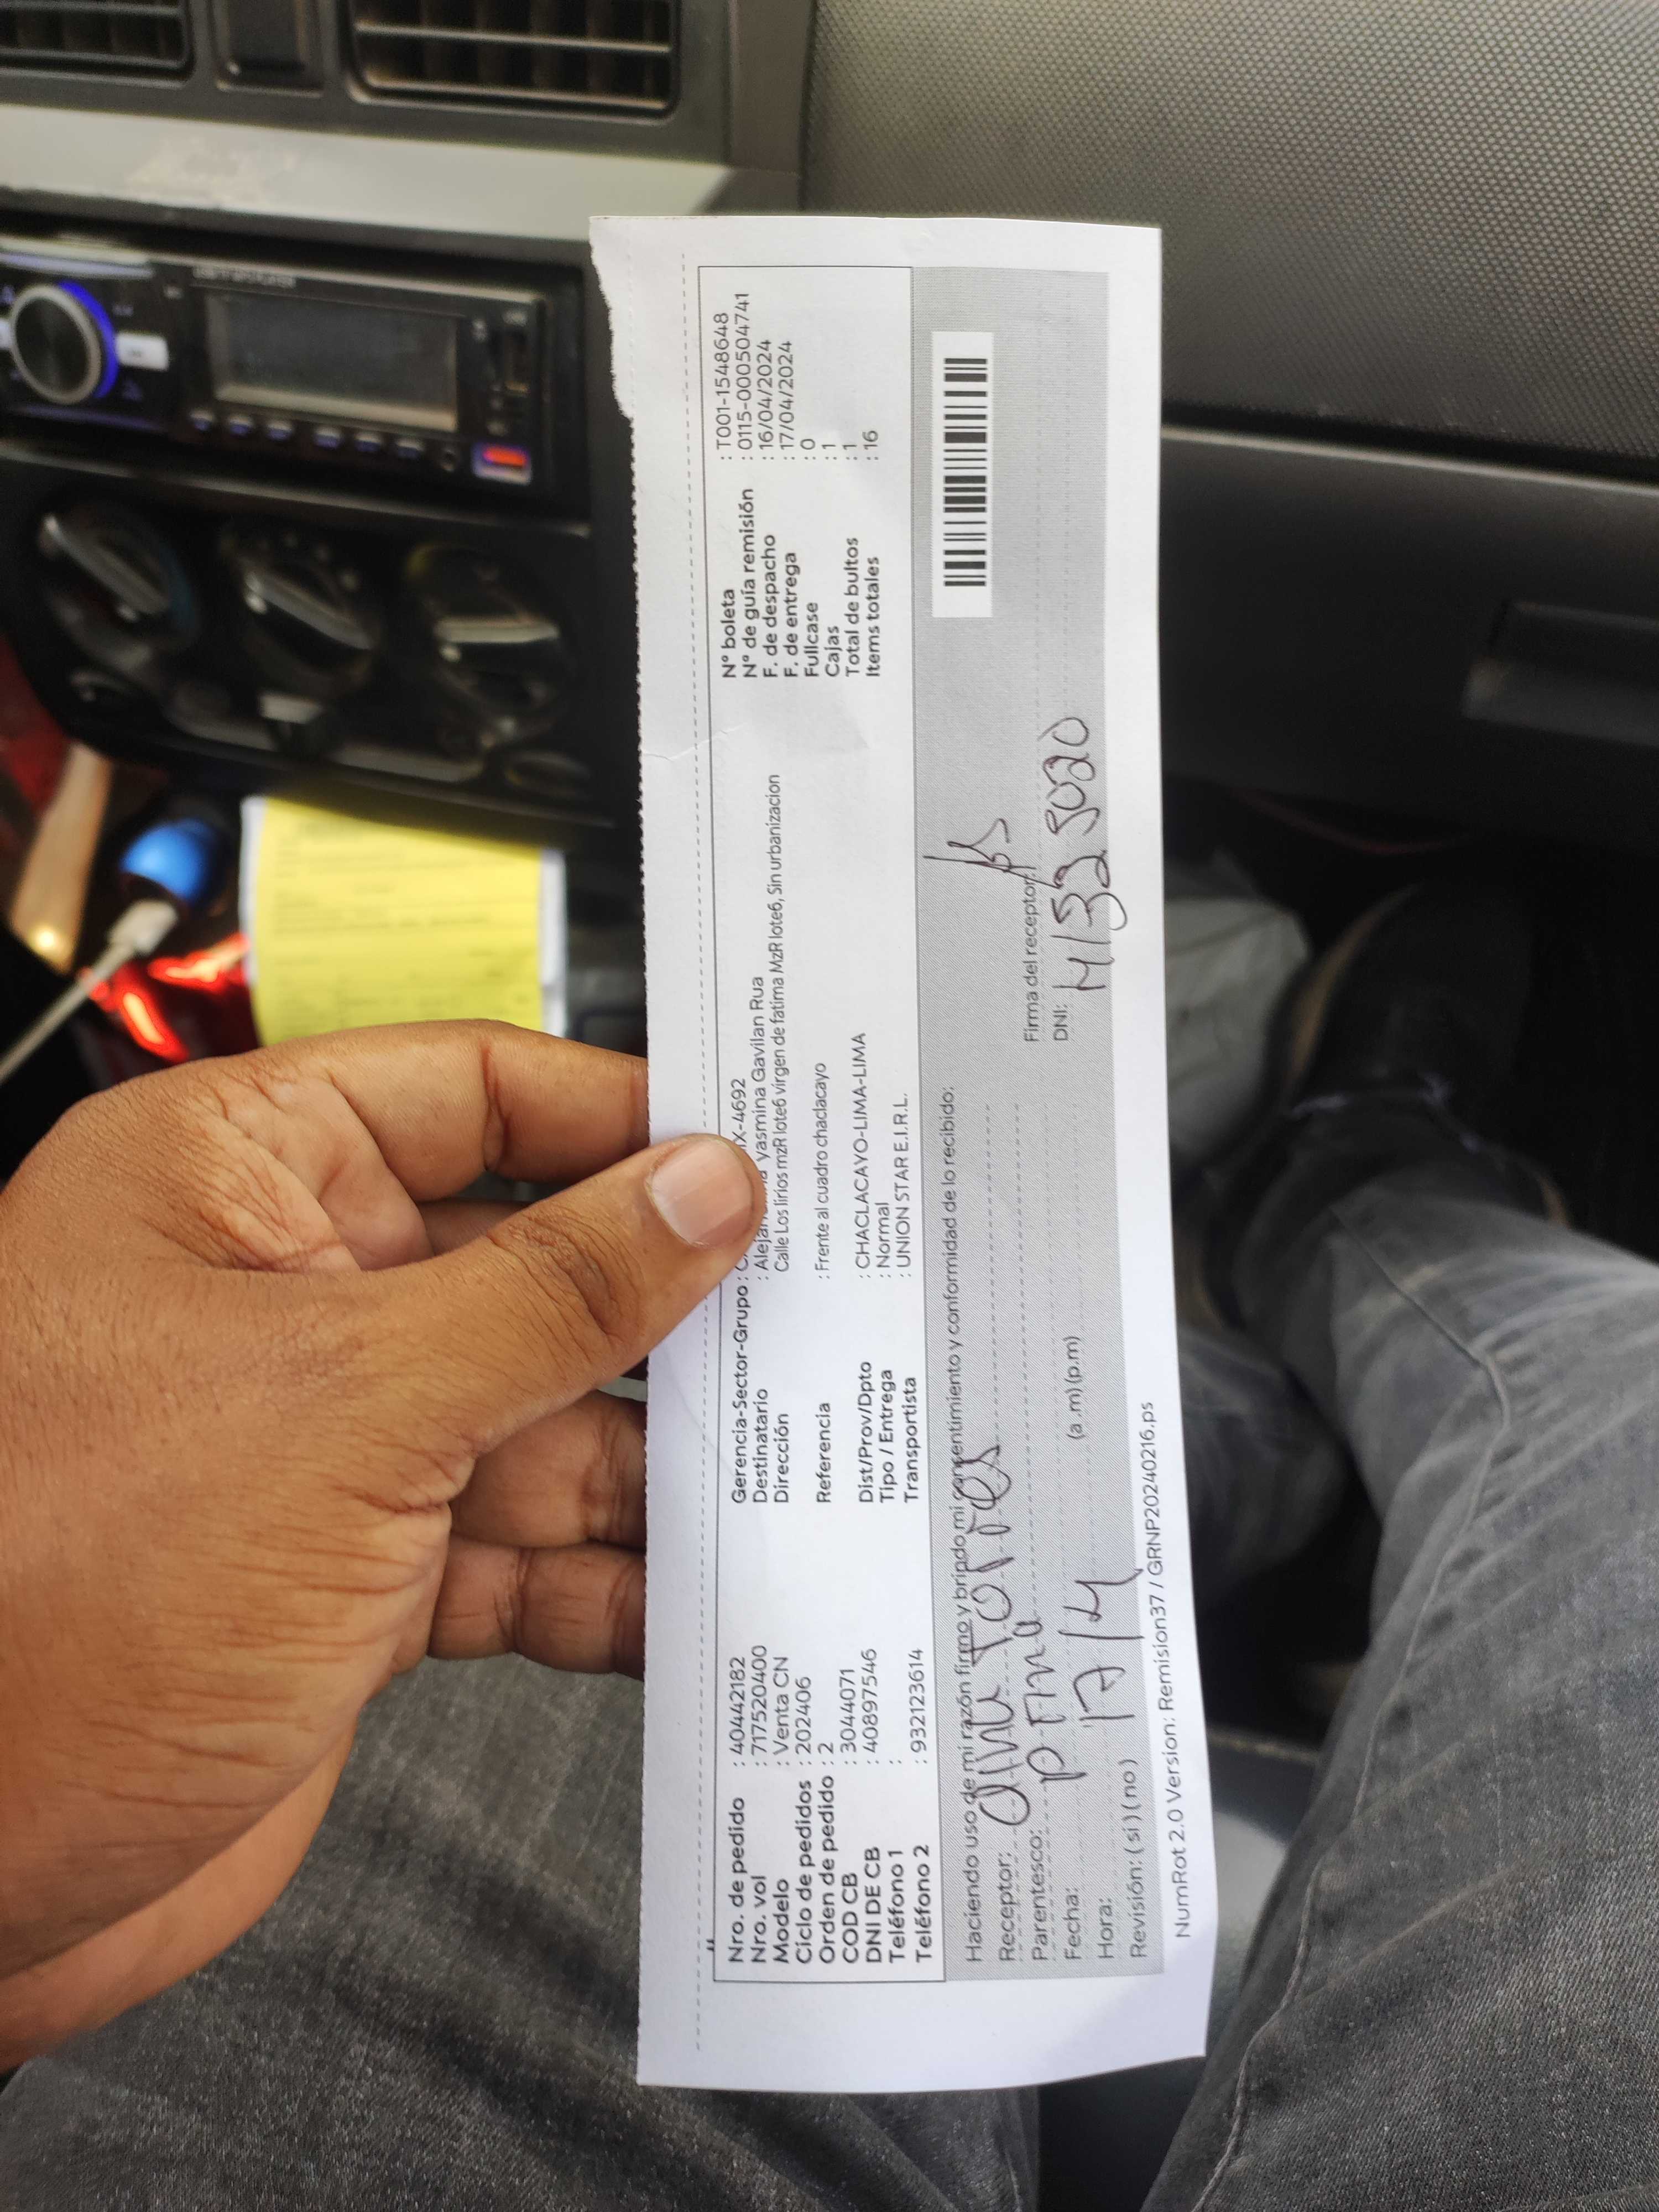 Nro. de pedido : 40442182
Nro. vol : 717520400
Modelo : Venta CN
Ciclo de pedidos : 202406
Orden de pedido : 2
COD CB : 3044071
DNI DE CB : 40897546
Teléfono 1 :
Teléfono 2 : 932123614
Gerencia-Sector-Grupo : IX-4692
Destinatario : yasmina Gavilan Rua
Dirección Calle Los lirios mzR lote6 virgen de fatima MzR lote6, Sin urbanizacion
Referencia : Frente al cuadro chaclacayo
Dist/Prov/Dpto : CHACLACAYO-LIMA-LIMA
Tipo / Entrega : Normal
Transportista : UNION STAR E.I.R.L.
N° boleta : T001-1548648
N° de guía remisión : 0115-000504741
F. de despacho : 16/04/2024
F. de entrega : 17/04/2024
Fullcase : 0
Cajas : 1
Total de bultos : 1
Items totales : 16
Haciendo uso de mi razón firmo y brindo mi consentimiento y conformidad de lo recibido:
Receptor: Torres
Parentesco:
Fecha: 17/4
Hora: (a.m) (p.m)
Revisión: ( si ) ( no )
Firma del receptor:
DNI:
NumRot 2.0 Version: Remision37 / GRNP20240216.ps